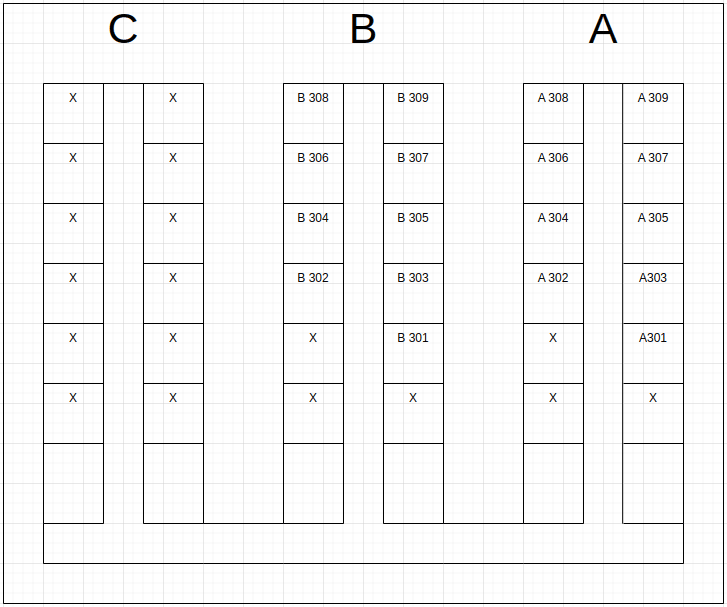 C B A
X X B 308 B 309 A 308 A 309
X X B 306 B 307 A 306 A 307
X X B 304 B 305 A 304 A 305
X X B 302 B 303 A 302 A303
X X X B 301 X A301
X X X X X X